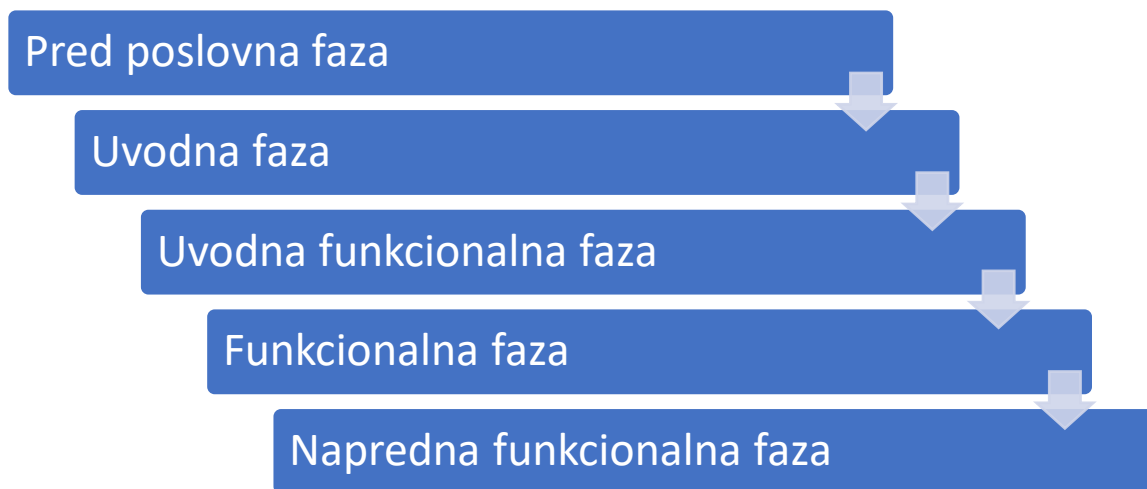 Pred poslovna faza
Uvodna faza
Uvodna funkcionalna faza
Funkcionalna faza
Napredna funkcionalna faza